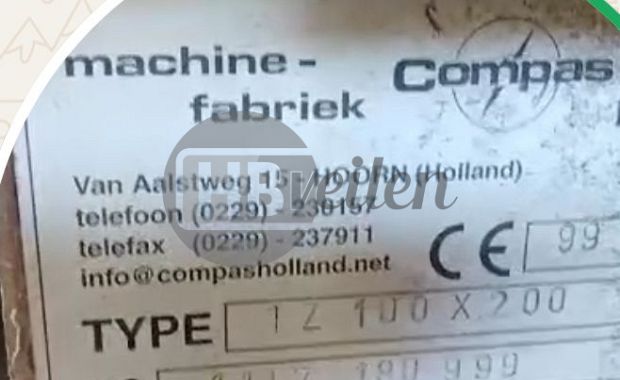 machine -
fabriek
Compas
Van Aalstweg 15 - HOORN (Holland)
telefoon (0229) - 230157
telefax (0229) - 237911
info@compasholland.net
CE 99
TYPE TZ 100 X 200
HBveilen